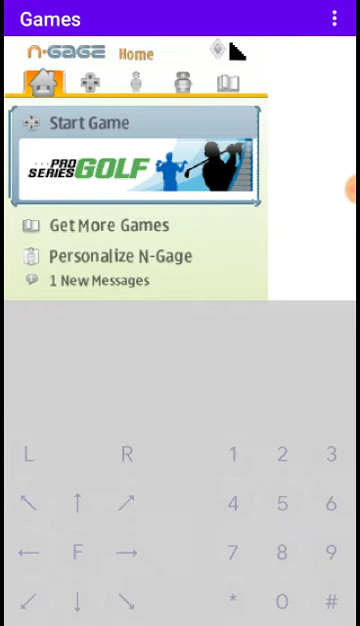 Games
n-gage Home
Start Game
...PRO
SERIES GOLF
Get More Games
Personalize N-Gage
1 New Messages
L R 1 2 3
↖ ↑ ↗ 4 5 6
← F → 7 8 9
↙ ↓ ↘ * 0 #